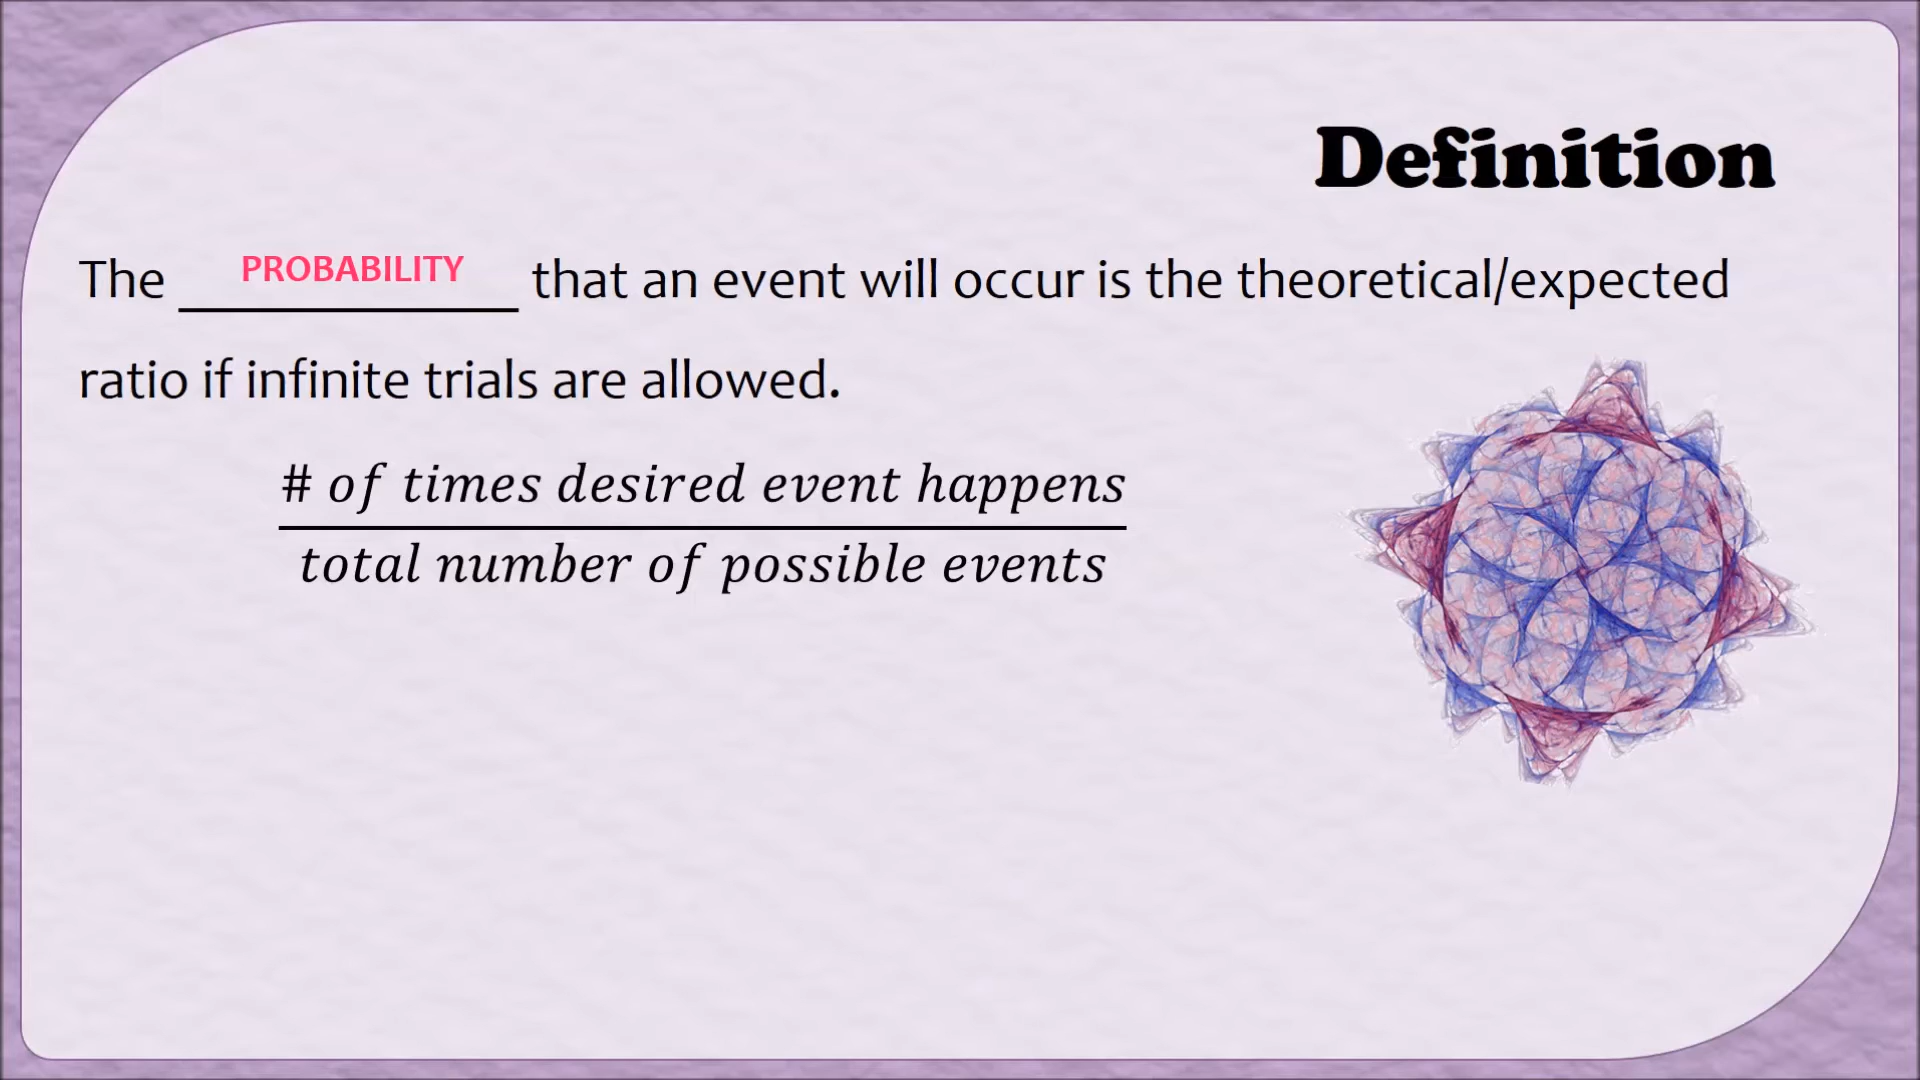 Definition
The PROBABILITY that an event will occur is the theoretical/expected
ratio if infinite trials are allowed.
# of times desired event happens
total number of possible events